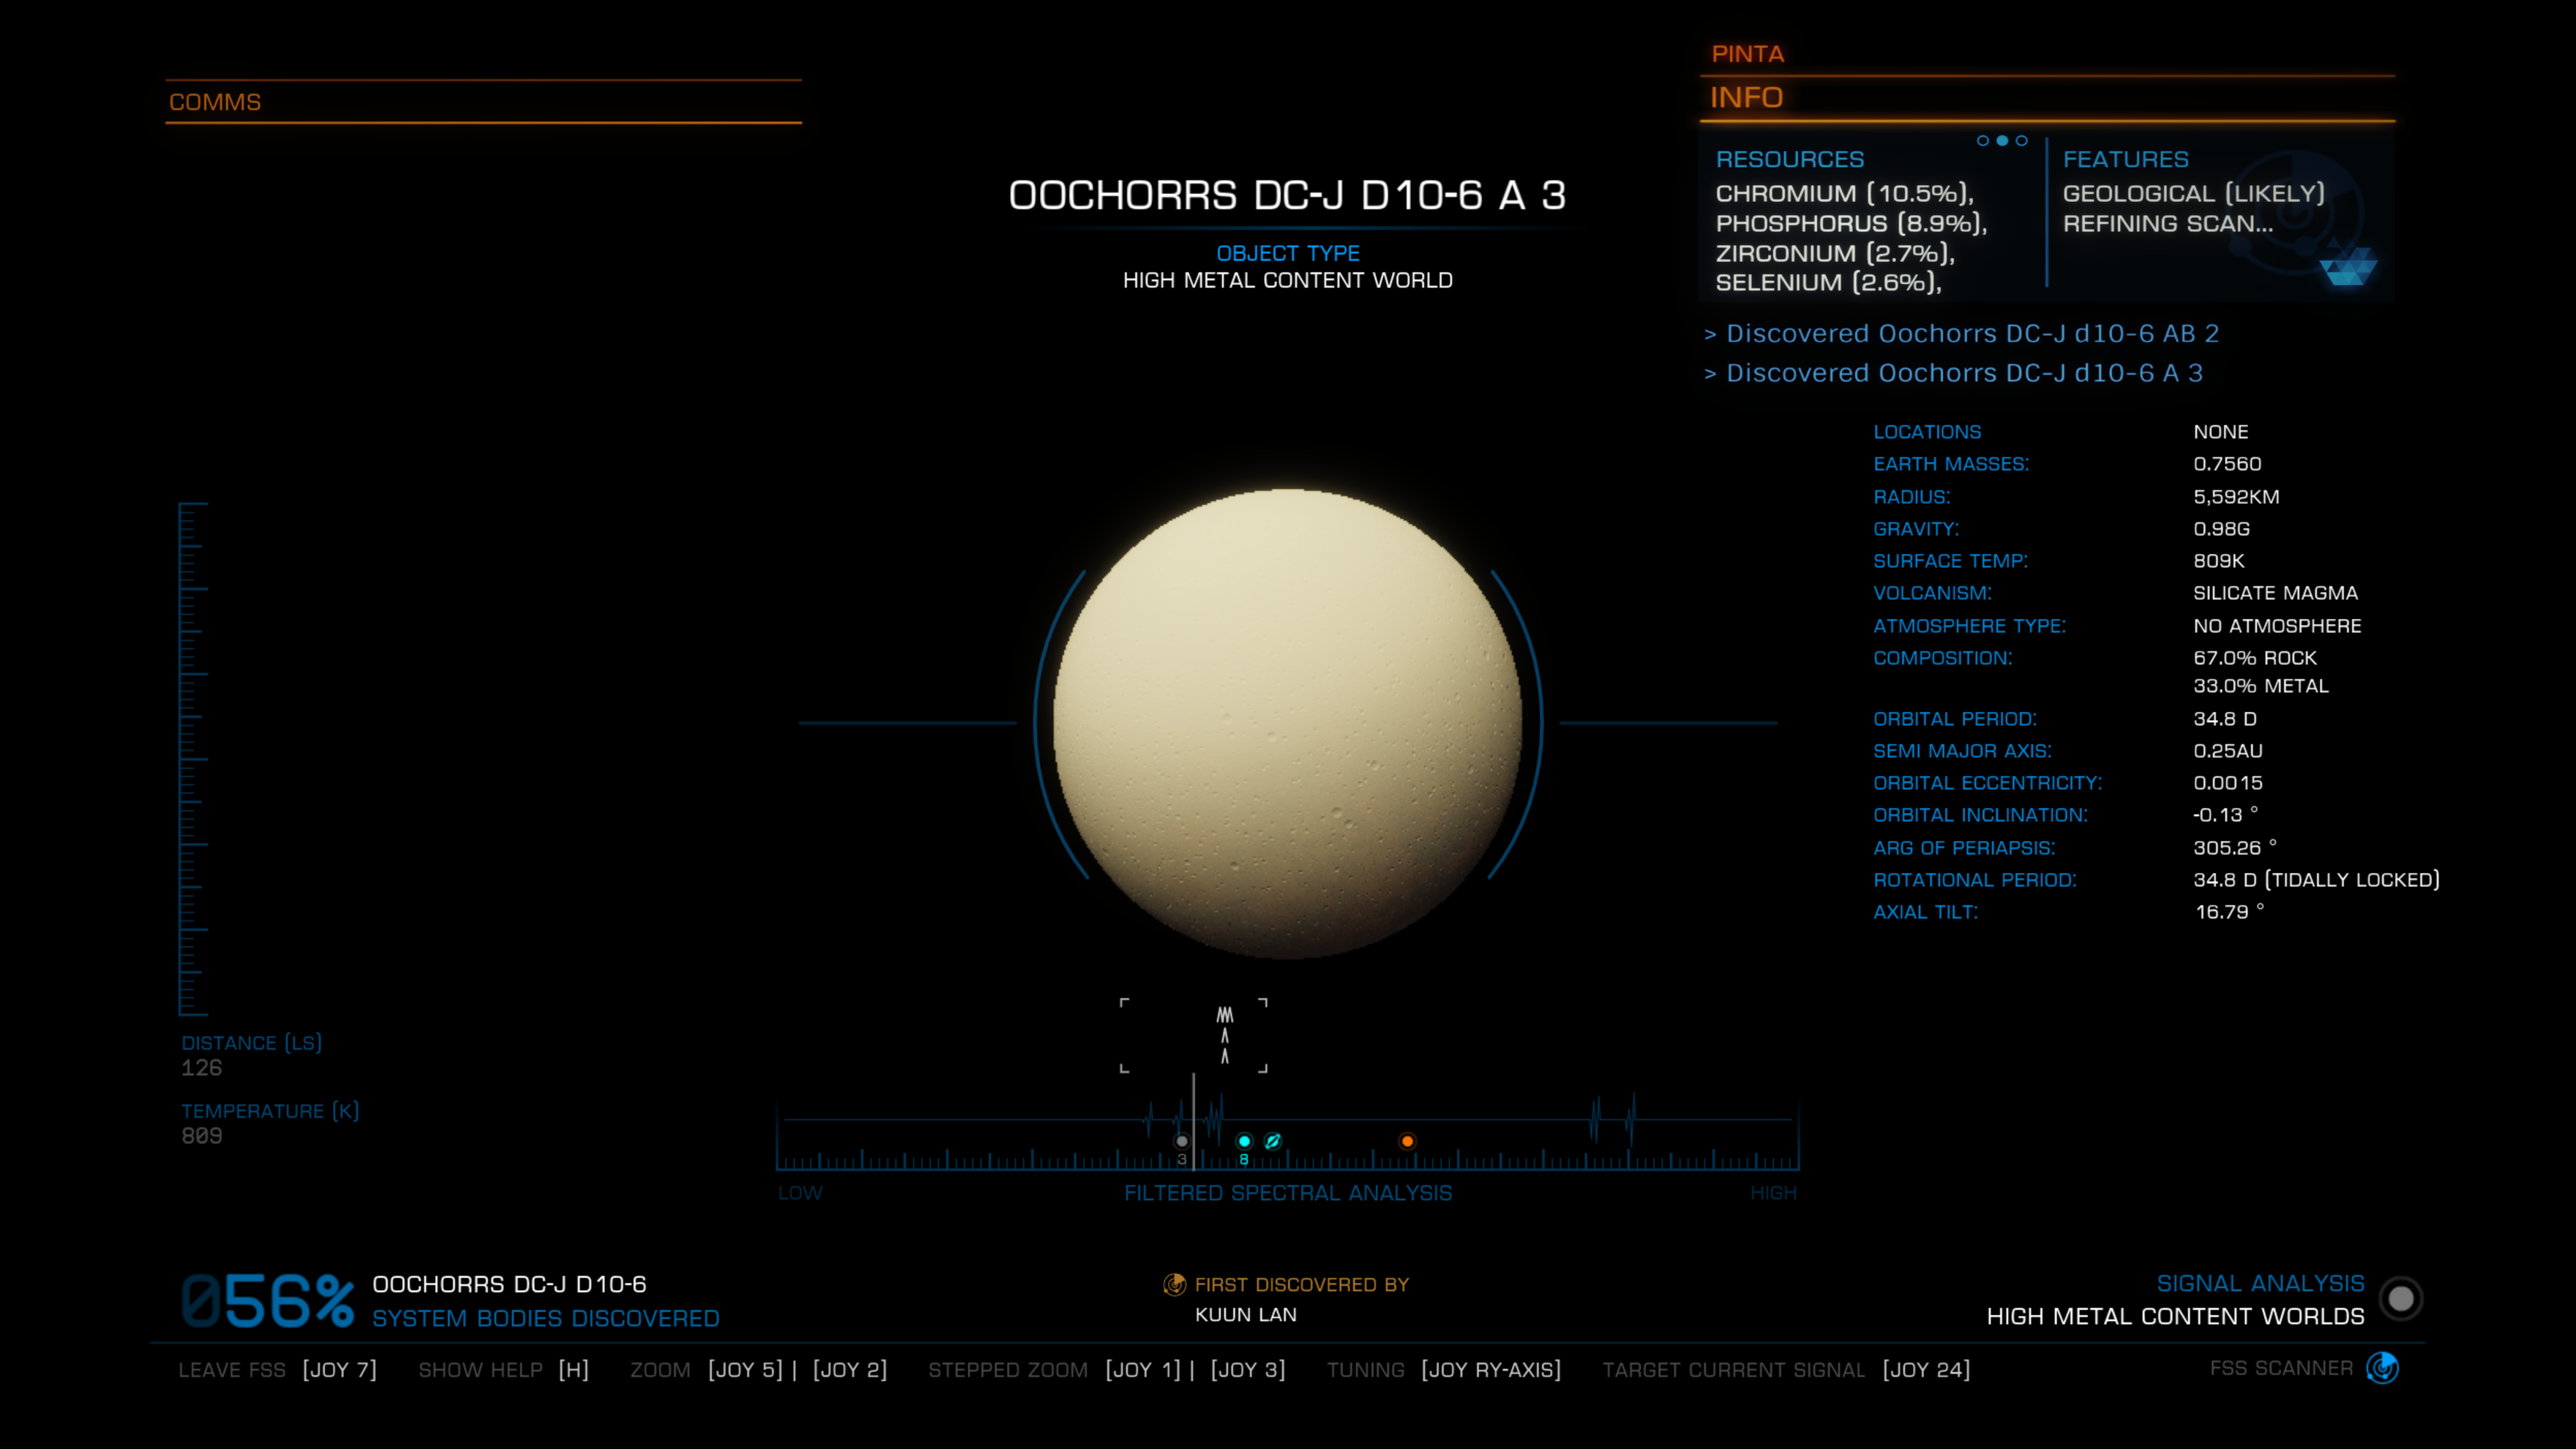 COMMS
PINTA
INFO
RESOURCES
CHROMIUM (10.5%),
PHOSPHORUS (8.9%),
ZIRCONIUM (2.7%),
SELENIUM (2.6%),
FEATURES
GEOLOGICAL (LIKELY)
REFINING SCAN...
> Discovered Oochorrs DC-J d10-6 AB 2
> Discovered Oochorrs DC-J d10-6 A 3
OOCHORRS DC-J D10-6 A 3
OBJECT TYPE
HIGH METAL CONTENT WORLD
LOCATIONS NONE
EARTH MASSES: 0.7560
RADIUS: 5,592KM
GRAVITY: 0.98G
SURFACE TEMP: 809K
VOLCANISM: SILICATE MAGMA
ATMOSPHERE TYPE: NO ATMOSPHERE
COMPOSITION: 67.0% ROCK
33.0% METAL
ORBITAL PERIOD: 34.8 D
SEMI MAJOR AXIS: 0.25AU
ORBITAL ECCENTRICITY: 0.0015
ORBITAL INCLINATION: -0.13 °
ARG OF PERIAPSIS: 305.26 °
ROTATIONAL PERIOD: 34.8 D (TIDALLY LOCKED)
AXIAL TILT: 16.79 °
DISTANCE (LS)
126
TEMPERATURE (K)
809
3 8
LOW FILTERED SPECTRAL ANALYSIS HIGH
056% OOCHORRS DC-J D10-6
SYSTEM BODIES DISCOVERED
FIRST DISCOVERED BY
KUUN LAN
SIGNAL ANALYSIS
HIGH METAL CONTENT WORLDS
LEAVE FSS [JOY 7] SHOW HELP [H] ZOOM [JOY 5] | [JOY 2] STEPPED ZOOM [JOY 1] | [JOY 3] TUNING [JOY RY-AXIS] TARGET CURRENT SIGNAL [JOY 24] FSS SCANNER